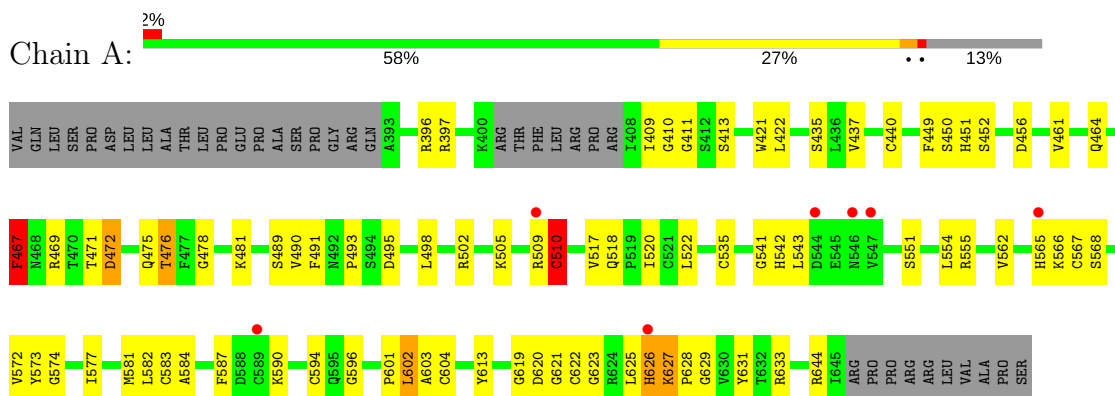 2%
Chain A:
58% 27% • • 13%
VAL GLN LEU LEU SER PRO ASP LEU LEU ALA THR LEU PRO GLU PRO PRO ALA SER PRO GLY ARG GLN A393 R396 R397 K400 ARG THR PHE LEU ARG PRO ARG I408 I409 G410 G411 S412 S413 W421 L422 S435 L436 V437 C440 F449 S450 H451 S452 D456 V461 Q464
F467 N468 R469 T470 T471 D472 Q475 T476 F477 G478 K481 S489 V490 F491 N492 P493 S494 D495 L498 R502 K505 R509 C510 V517 Q518 P519 I520 C521 L522 C535 G541 H542 L543 D544 E545 N546 V547 S551 L554 R555 V562 H565 K566 C567 S568
V572 Y573 G574 I577 M581 L582 C583 A584 F587 D588 C589 K590 C594 Q595 G596 P601 L602 A603 C604 Y613 G619 D620 G621 C622 G623 R624 L625 H626 K627 P628 G629 V630 Y631 T632 R633 R644 I645 ARG PRO PRO ARG ARG LEU VAL ALA PRO SER